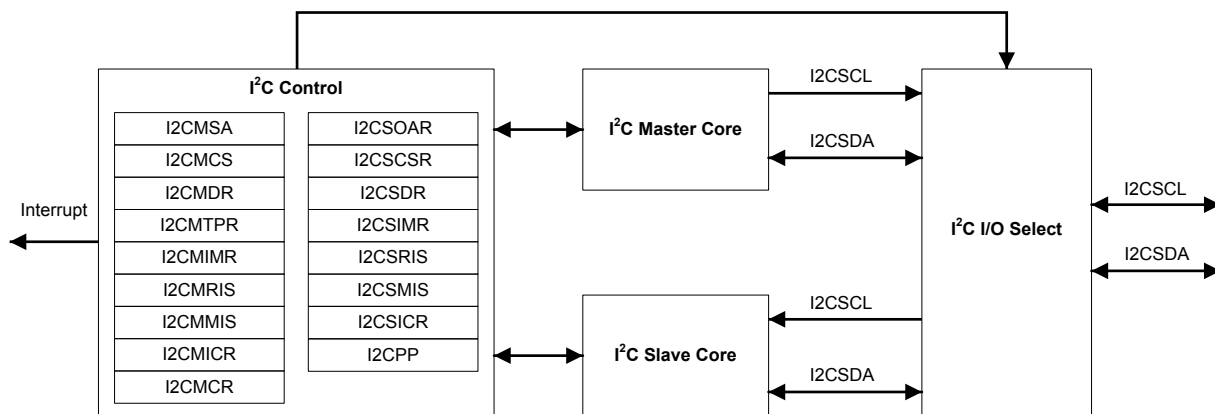 I²C Control
I2CMSA
I2CMCS
I2CMDR
I2CMTPR
I2CMIMR
I2CMRIS
I2CMMIS
I2CMICR
I2CMCR
I2CSOAR
I2CSCSR
I2CSDR
I2CSIMR
I2CSRIS
I2CSMIS
I2CSICR
I2CPP
Interrupt
I²C Master Core
I2CSCL
I2CSDA
I²C Slave Core
I2CSCL
I2CSDA
I²C I/O Select
I2CSCL
I2CSDA